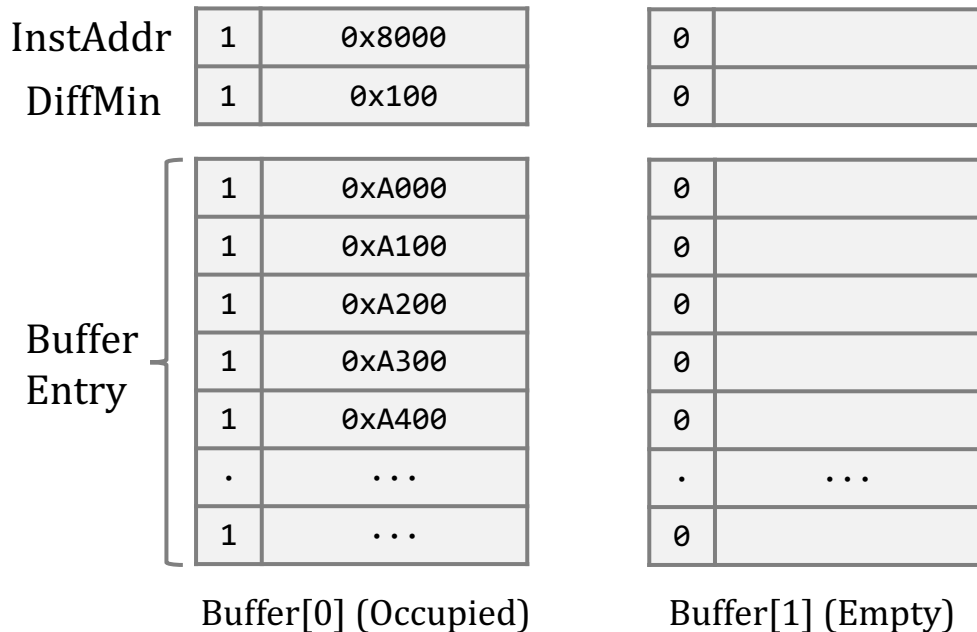 InstAddr 1 0x8000 0
DiffMin 1 0x100 0
1 0xA000 0
1 0xA100 0
1 0xA200 0
Buffer Entry 1 0xA300 0
1 0xA400 0
. ... . ...
1 ... 0
Buffer[0] (Occupied) Buffer[1] (Empty)